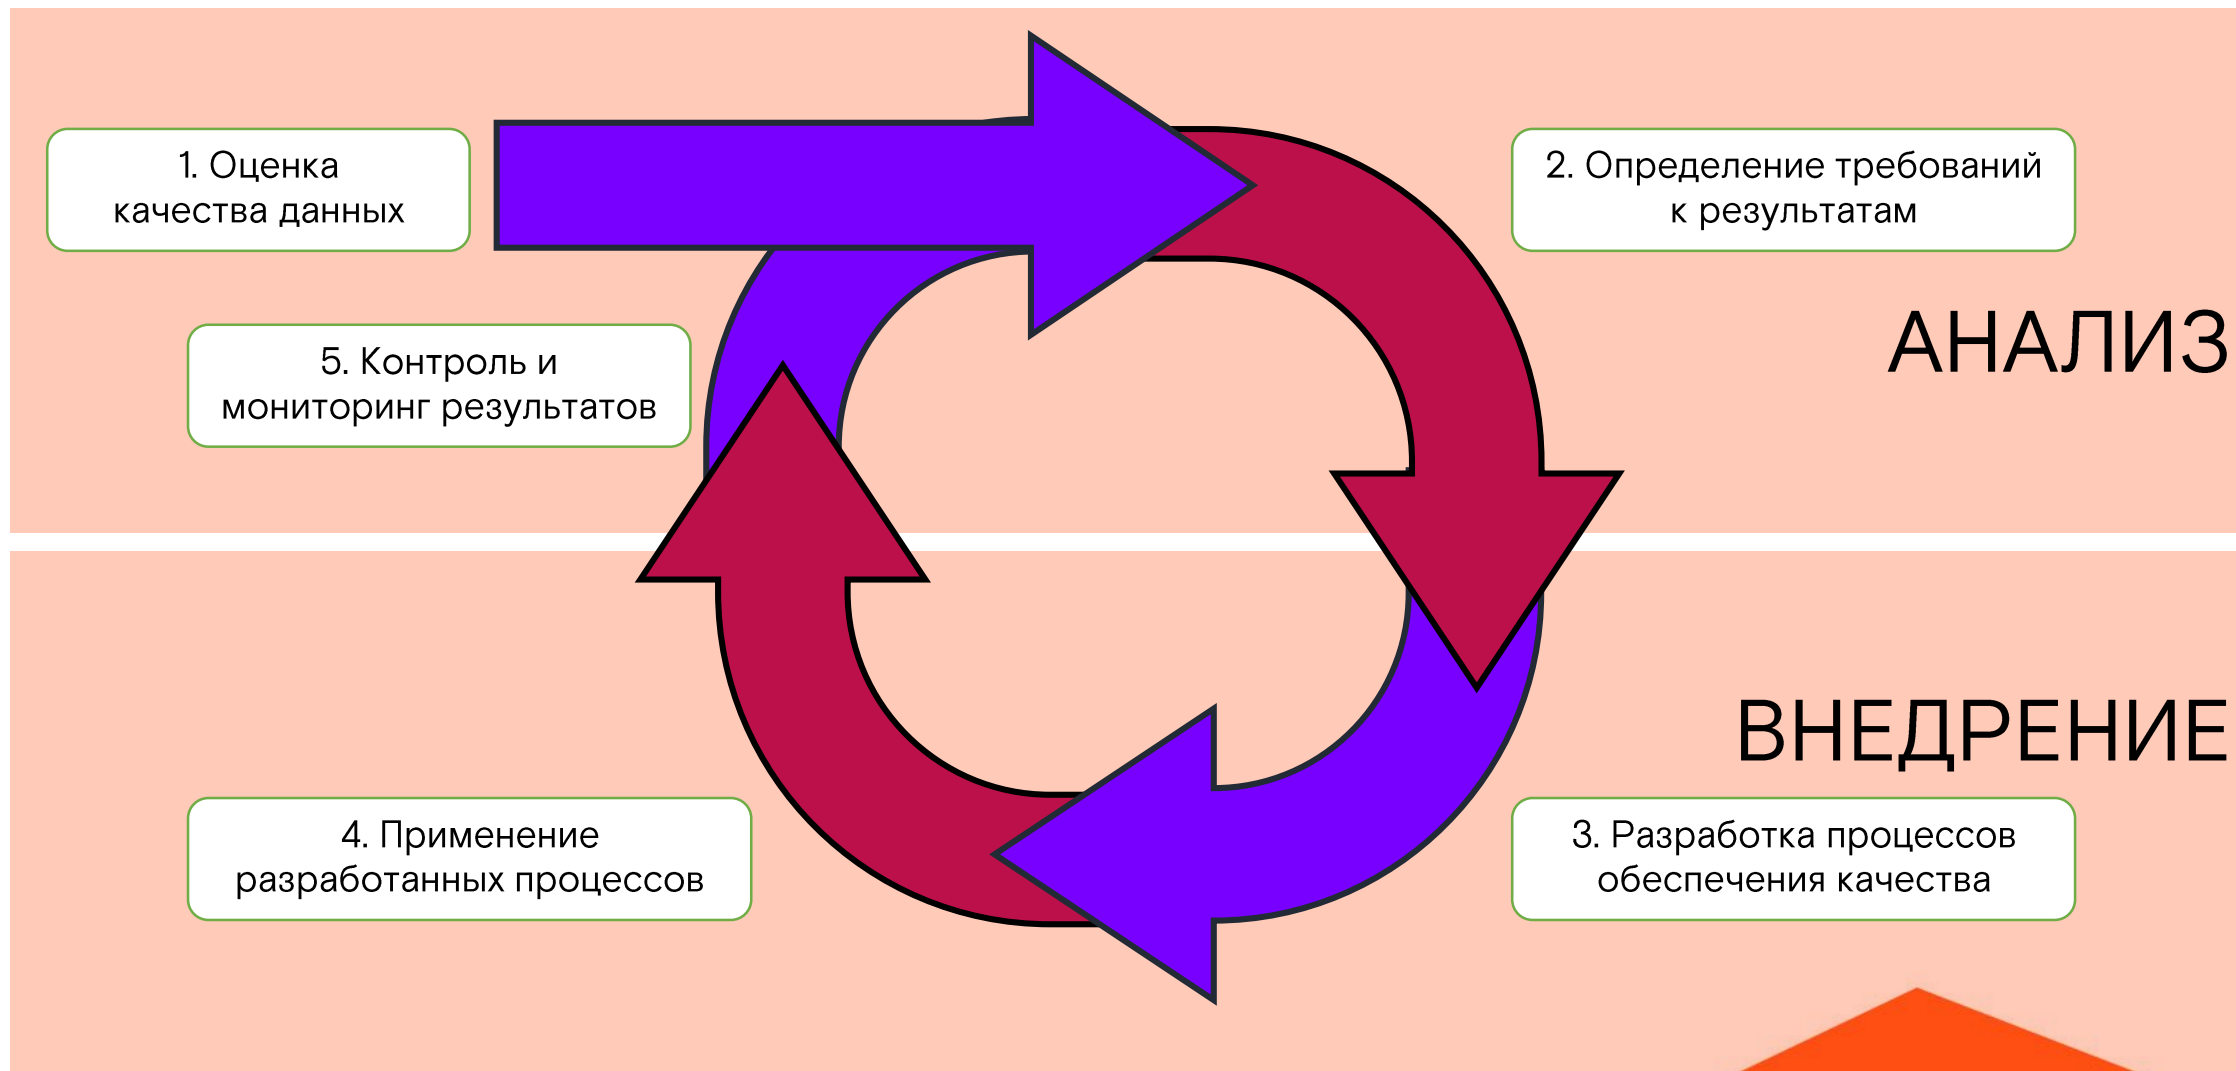 1. Оценка
качества данных
2. Определение требований
к результатам
АНАЛИЗ
5. Контроль и
мониторинг результатов
ВНЕДРЕНИЕ
4. Применение
разработанных процессов
3. Разработка процессов
обеспечения качества